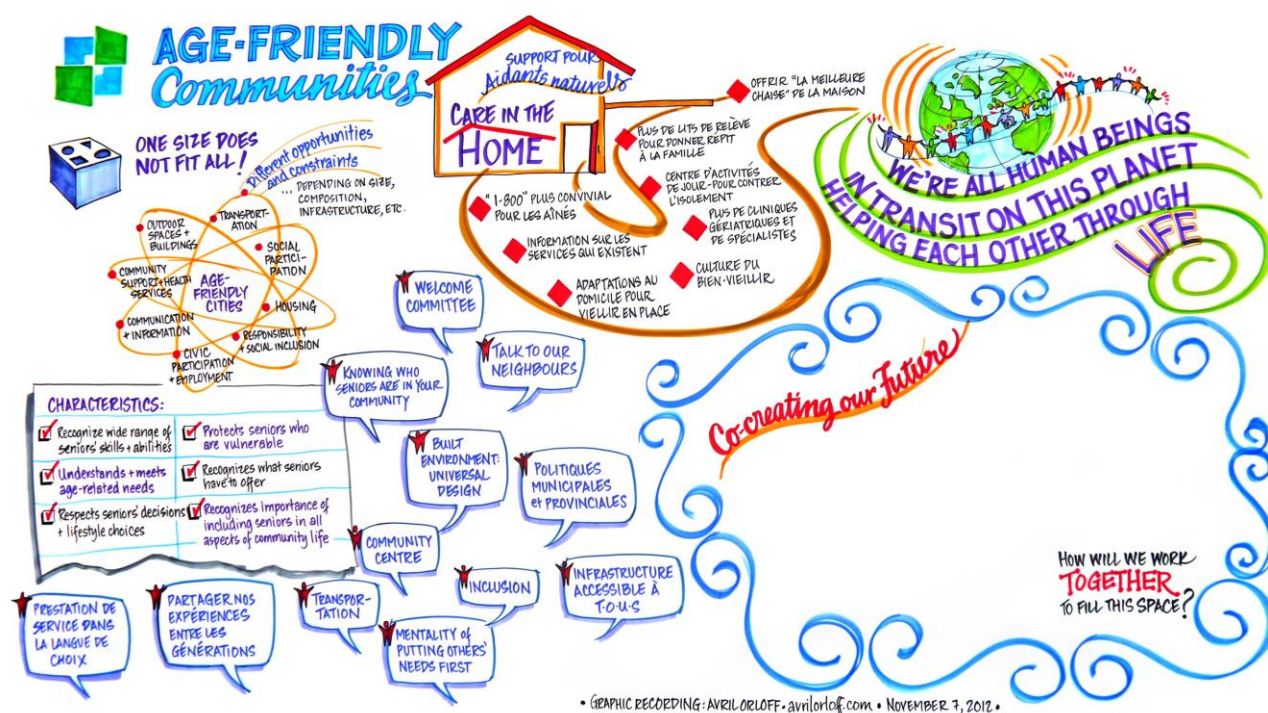 AGE-FRIENDLY
Communities
ONE SIZE DOES
NOT FIT ALL!
Different opportunities
and constraints
... DEPENDING ON SIZE,
COMPOSITION,
INFRASTRUCTURE, ETC.
TRANSPORT-
ATION
OUTDOOR
SPACES +
BUILDINGS
SOCIAL
PARTICI-
PATION
COMMUNITY
SUPPORT + HEALTH
SERVICES
AGE-
FRIENDLY
CITIES
HOUSING
COMMUNICATION
+ INFORMATION
RESPONSIBILITY
+ SOCIAL INCLUSION
CIVIC
PARTICIPATION
+ EMPLOYMENT
SUPPORT POUR
Aidants naturels
CARE IN THE
HOME
OFFRIR "LA MEILLEURE
CHAISE" DE LA MAISON
PLUS DE LITS DE RELÈVE
POUR DONNER RÉPIT
À LA FAMILLE
CENTRE D'ACTIVITÉS
DE JOUR-POUR CONTRER
L'ISOLEMENT
"1-800" PLUS CONVIVIAL
POUR LES AÎNÉS
PLUS DE CLINIQUES
GÉRIATRIQUES ET
DE SPÉCIALISTES
INFORMATION SUR LES
SERVICES QUI EXISTENT
CULTURE DU
BIEN-VIEILLIR
ADAPTATIONS AU
DOMICILE POUR
VIELLIR EN PLACE
WE'RE ALL HUMAN BEINGS
IN TRANSIT ON THIS PLANET
HELPING EACH OTHER THROUGH
LIFE
WELCOME
COMMITTEE
TALK TO OUR
NEIGHBOURS
KNOWING WHO
SENIORS ARE IN YOUR
COMMUNITY
CHARACTERISTICS:
Recognize wide range of
seniors' skills + abilities
Protects seniors who
are vulnerable
Understands + meets
age-related needs
Recognizes what seniors
have to offer
Respects seniors' decisions
+ lifestyle choices
Recognizes importance of
including seniors in all
aspects of community life
BUILT
ENVIRONMENT:
UNIVERSAL
DESIGN
POLITIQUES
MUNICIPALES
et PROVINCIALES
COMMUNITY
CENTRE
INCLUSION
INFRASTRUCTURE
ACCESSIBLE À
T·O·U·S
PRESTATION DE
SERVICE DANS
LA LANGUE DE
CHOIX
PARTAGER NOS
EXPÉRIENCES
ENTRE LES
GÉNÉRATIONS
TRANSPOR-
TATION
MENTALITY of
PUTTING OTHERS'
NEEDS FIRST
Co-creating our Future
HOW WILL WE WORK
TOGETHER
TO FILL THIS SPACE?
• GRAPHIC RECORDING: AVRIL ORLOFF • avrilorloff.com • NOVEMBER 7, 2012 •